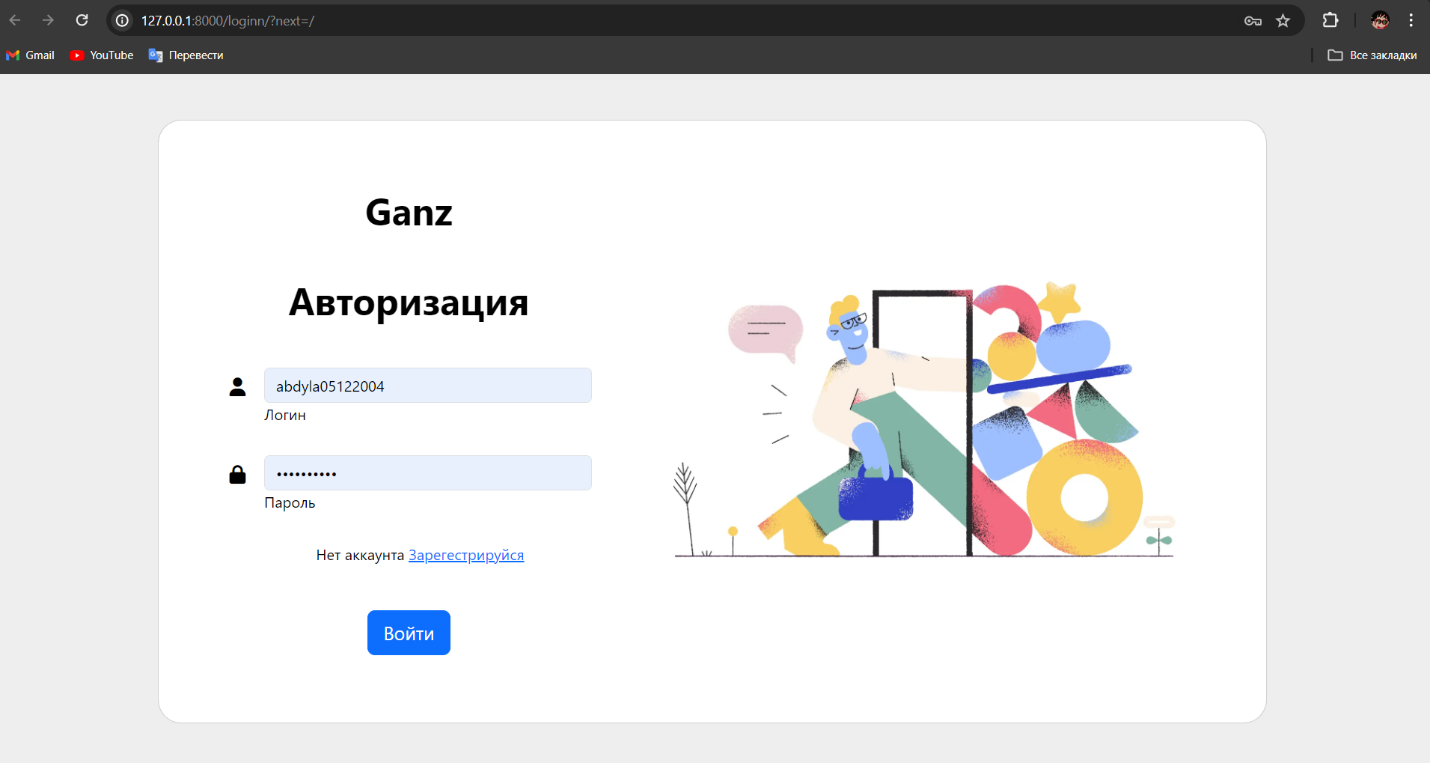 127.0.0.1:8000/loginn/?next=/
Gmail YouTube Перевести Все закладки
Ganz
Авторизация
abdyla05122004
Логин
••••••••••
Пароль
Нет аккаунта Зарегестрируйся
Войти